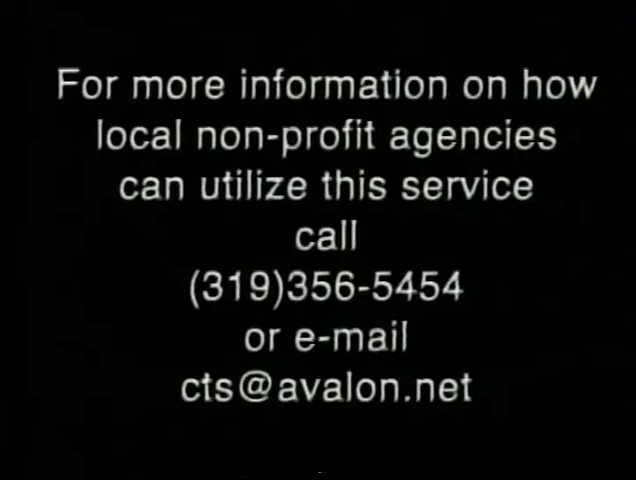 For more information on how
local non-profit agencies
can utilize this service
call
(319)356-5454
or e-mail
cts@avalon.net